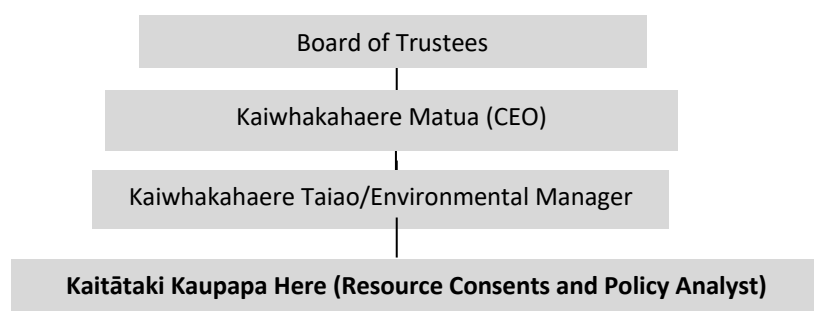 Board of Trustees
Kaiwhakahaere Matua (CEO)
Kaiwhakahaere Taiao/Environmental Manager
Kaitātaki Kaupapa Here (Resource Consents and Policy Analyst)